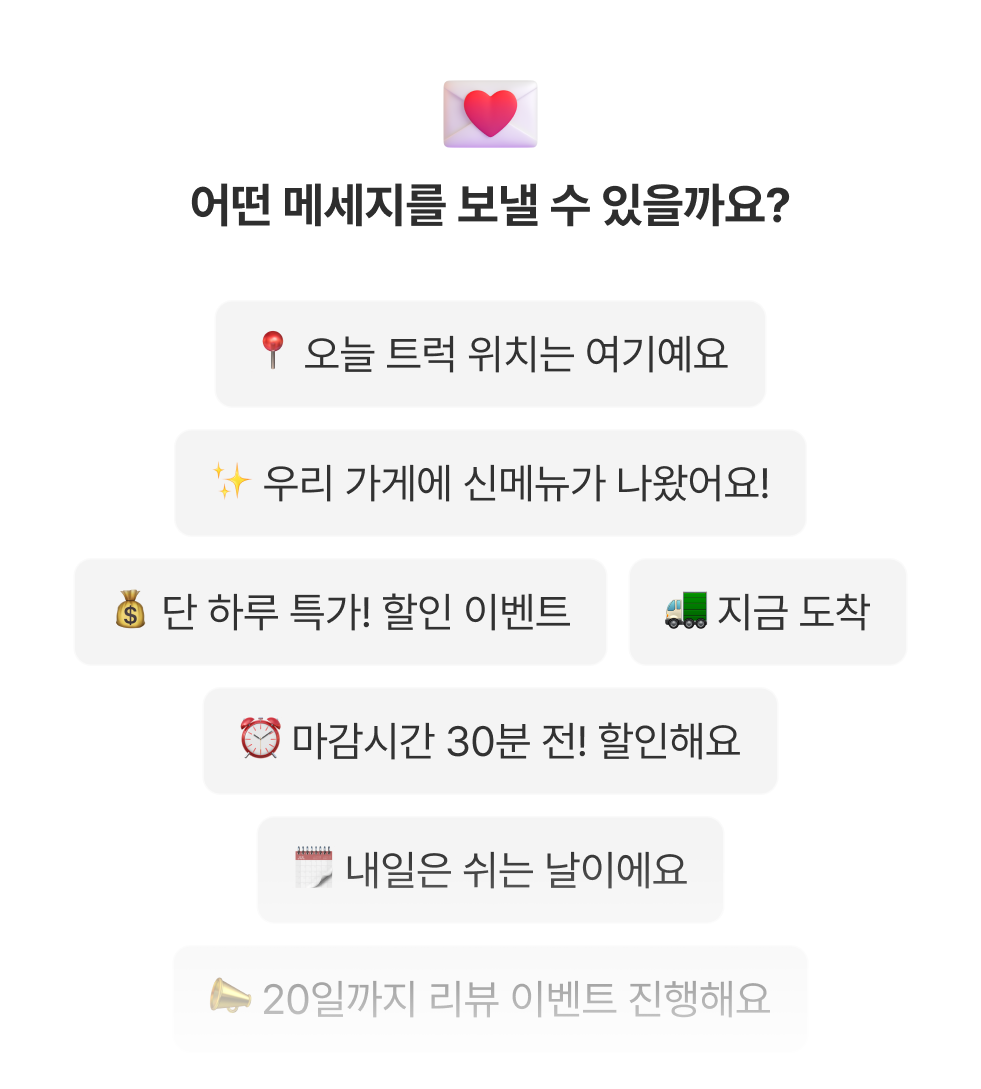 어떤 메세지를 보낼 수 있을까요?
📍 오늘 트럭 위치는 여기예요
✨ 우리 가게에 신메뉴가 나왔어요!
💰 단 하루 특가! 할인 이벤트
🚛 지금 도착
⏰ 마감시간 30분 전! 할인해요
🗓️ 내일은 쉬는 날이에요
📣 20일까지 리뷰 이벤트 진행해요